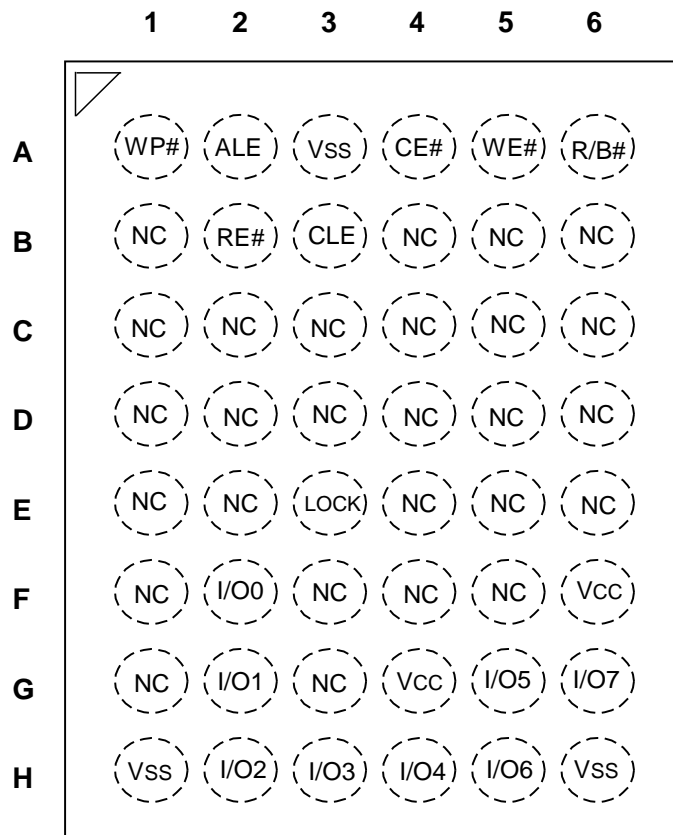 1 2 3 4 5 6
A WP# ALE Vss CE# WE# R/B#
B NC RE# CLE NC NC NC
C NC NC NC NC NC NC
D NC NC NC NC NC NC
E NC NC LOCK NC NC NC
F NC I/O0 NC NC NC Vcc
G NC I/O1 NC Vcc I/O5 I/O7
H Vss I/O2 I/O3 I/O4 I/O6 Vss